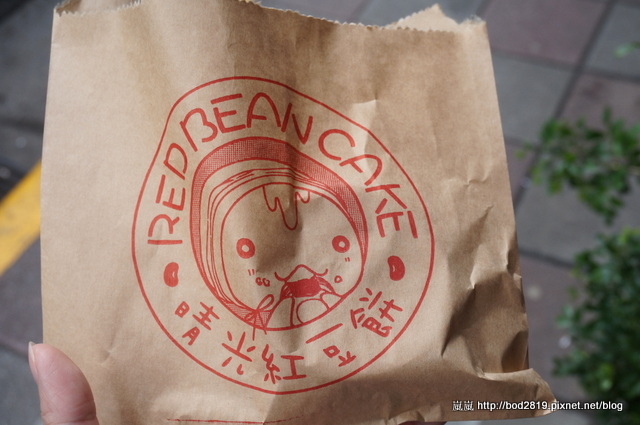 RED BEAN CAKE
晴光紅豆餅
嵐嵐 http://bod2819.pixnet.net/blog